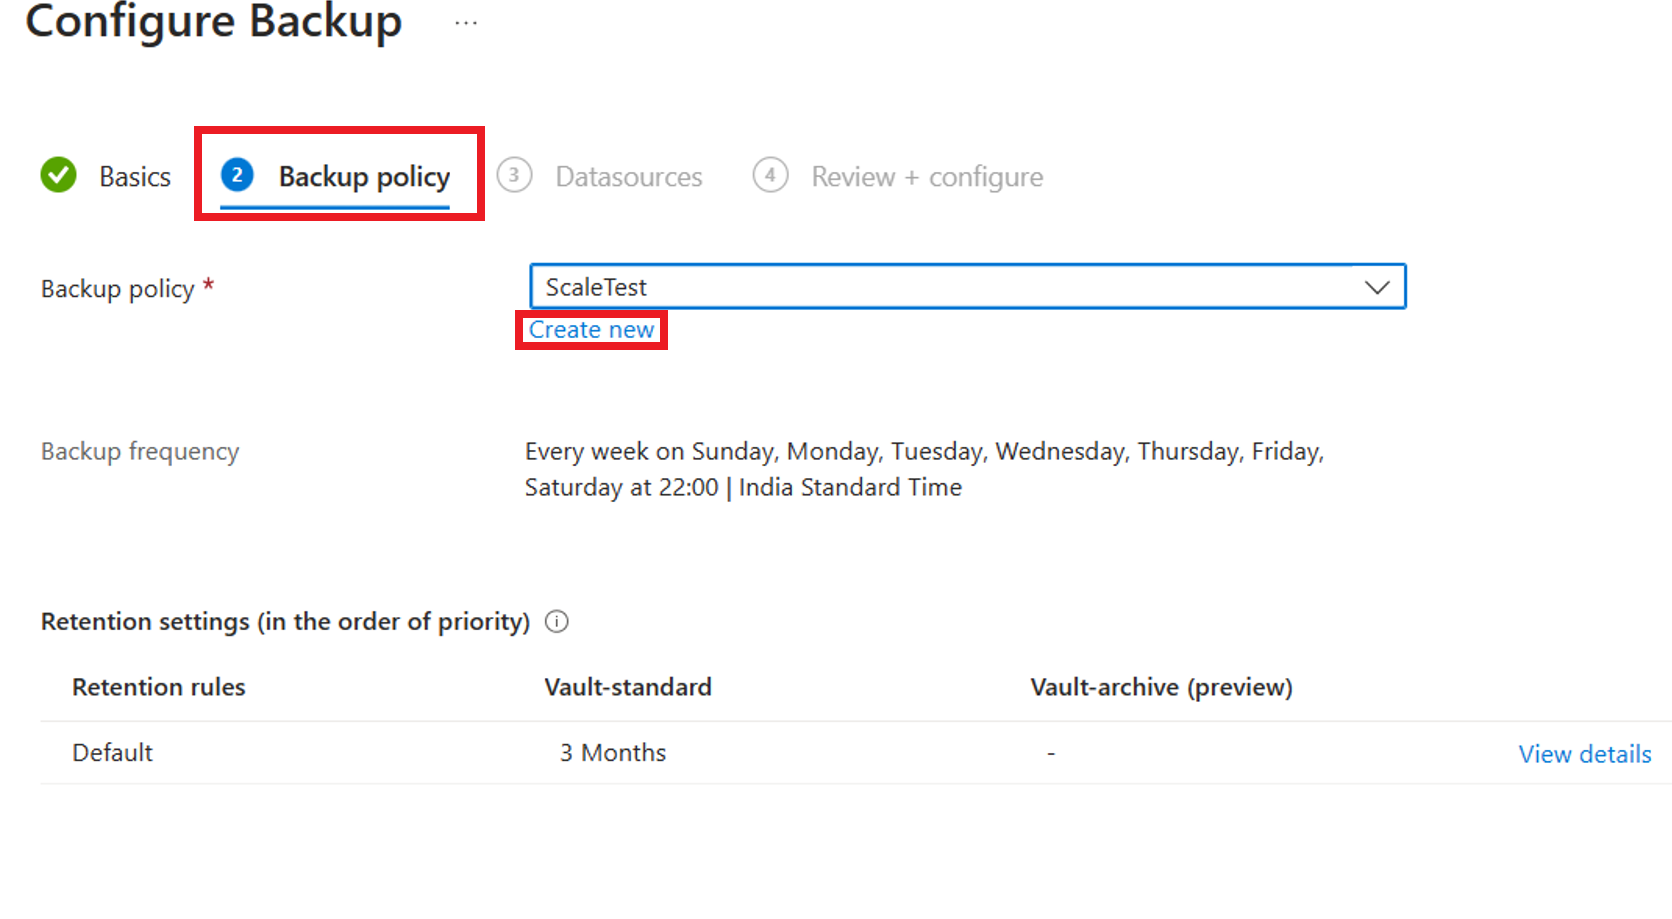 Configure Backup ...
Basics 2 Backup policy 3 Datasources 4 Review + configure
Backup policy * ScaleTest
Create new
Backup frequency Every week on Sunday, Monday, Tuesday, Wednesday, Thursday, Friday,
Saturday at 22:00 | India Standard Time
Retention settings (in the order of priority) i
Retention rules Vault-standard Vault-archive (preview)
Default 3 Months - View details